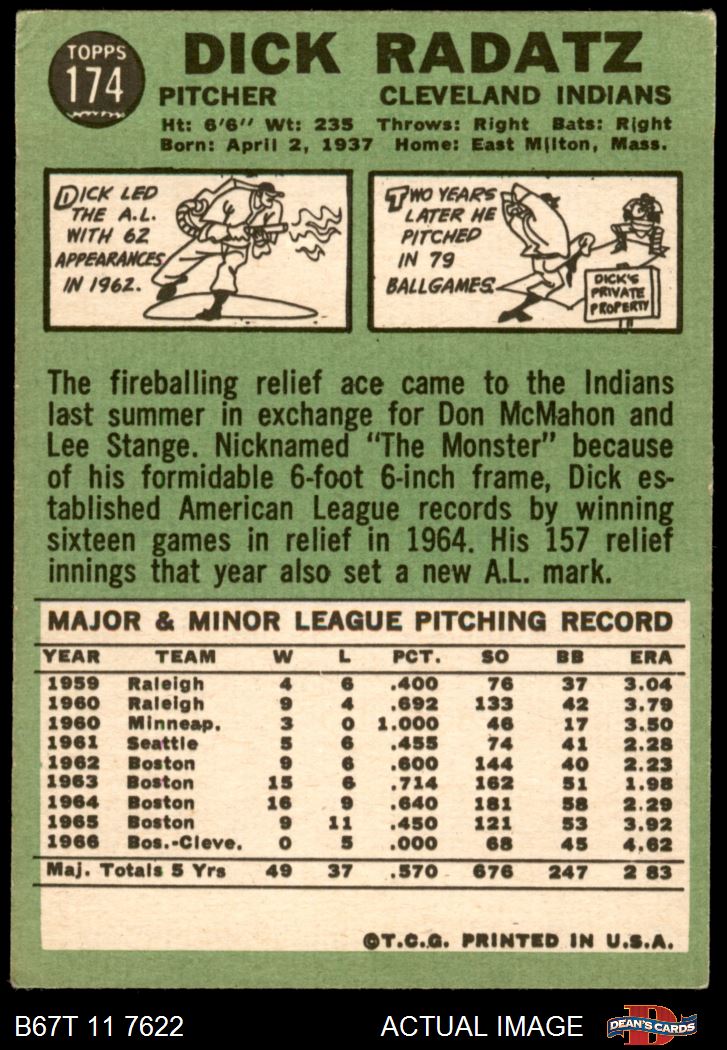 TOPPS
174
DICK RADATZ
PITCHER CLEVELAND INDIANS
Ht: 6'6'' Wt: 235 Throws: Right Bats: Right
Born: April 2, 1937 Home: East Milton, Mass.
DICK LED
THE A.L.
WITH 62
APPEARANCES
IN 1962.
TWO YEARS
LATER HE
PITCHED
IN 79
BALLGAMES.
DICK'S
PRIVATE
PROPERTY
The fireballing relief ace came to the Indians
last summer in exchange for Don McMahon and
Lee Stange. Nicknamed "The Monster" because
of his formidable 6-foot 6-inch frame, Dick es-
tablished American League records by winning
sixteen games in relief in 1964. His 157 relief
innings that year also set a new A.L. mark.
MAJOR & MINOR LEAGUE PITCHING RECORD
YEAR TEAM W L PCT. SO BB ERA
1959 Raleigh 4 6 .400 76 37 3.04
1960 Raleigh 9 4 .692 133 42 3.79
1960 Minneap. 3 0 1.000 46 17 3.50
1961 Seattle 5 6 .455 74 41 2.28
1962 Boston 9 6 .600 144 40 2.23
1963 Boston 15 6 .714 162 51 1.98
1964 Boston 16 9 .640 181 58 2.29
1965 Boston 9 11 .450 121 53 3.92
1966 Bos.-Cleve. 0 5 .000 68 45 4.62
Maj. Totals 5 Yrs 49 37 .570 676 247 2 83
©T.C.G. PRINTED IN U.S.A.
B67T 11 7622 ACTUAL IMAGE DEAN'S CARDS